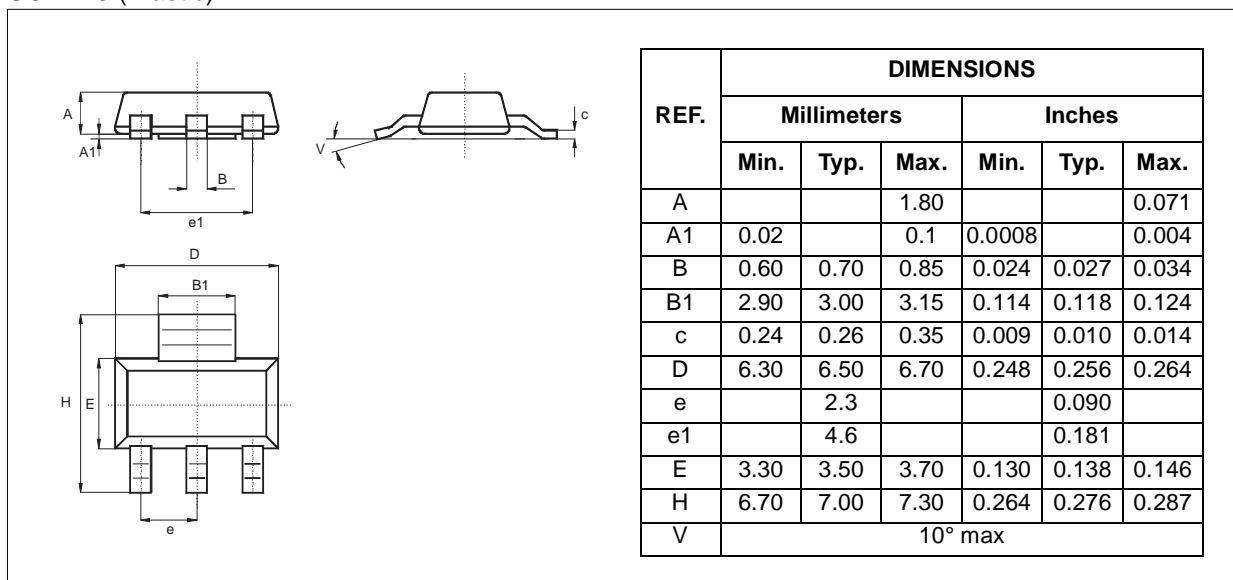 A
A1
B
e1
V
c
D
B1
H
E
e
REF. DIMENSIONS
Millimeters Inches
Min. Typ. Max. Min. Typ. Max.
A 1.80 0.071
A1 0.02 0.1 0.0008 0.004
B 0.60 0.70 0.85 0.024 0.027 0.034
B1 2.90 3.00 3.15 0.114 0.118 0.124
c 0.24 0.26 0.35 0.009 0.010 0.014
D 6.30 6.50 6.70 0.248 0.256 0.264
e 2.3 0.090
e1 4.6 0.181
E 3.30 3.50 3.70 0.130 0.138 0.146
H 6.70 7.00 7.30 0.264 0.276 0.287
V 10° max